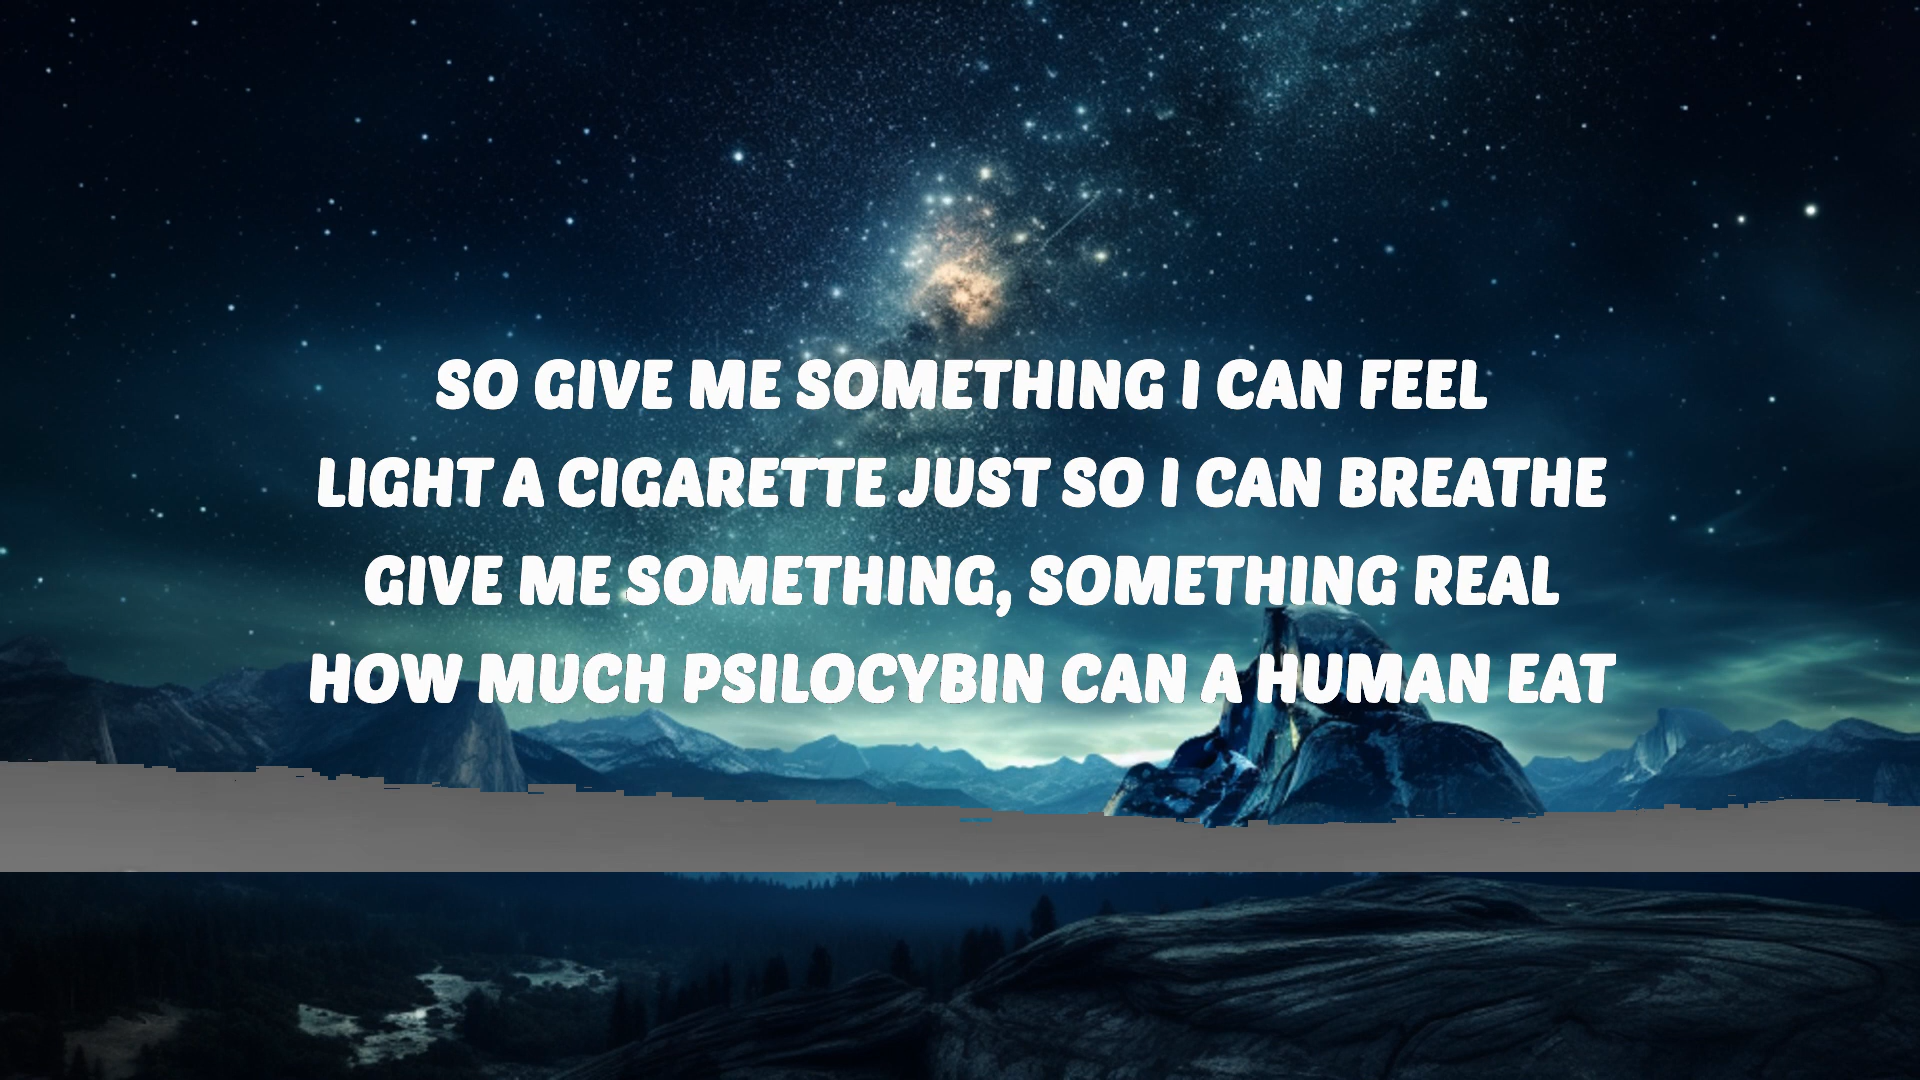 SO GIVE ME SOMETHING I CAN FEEL
LIGHT A CIGARETTE JUST SO I CAN BREATHE
GIVE ME SOMETHING, SOMETHING REAL
HOW MUCH PSILOCYBIN CAN A HUMAN EAT